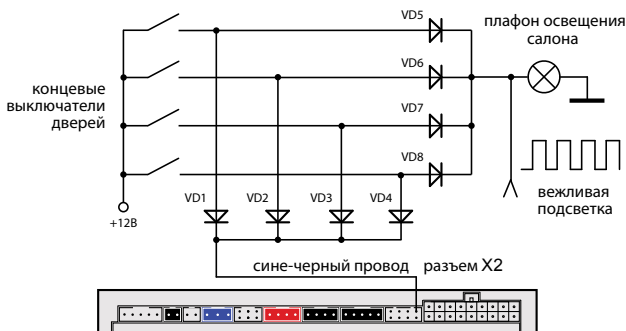 VD5
плафон освещения
салона
VD6
концевые
выключатели
дверей
VD7
VD8
VD1
VD2
VD3
VD4
+12В
вежливая
подсветка
сине-черный провод
разъем X2